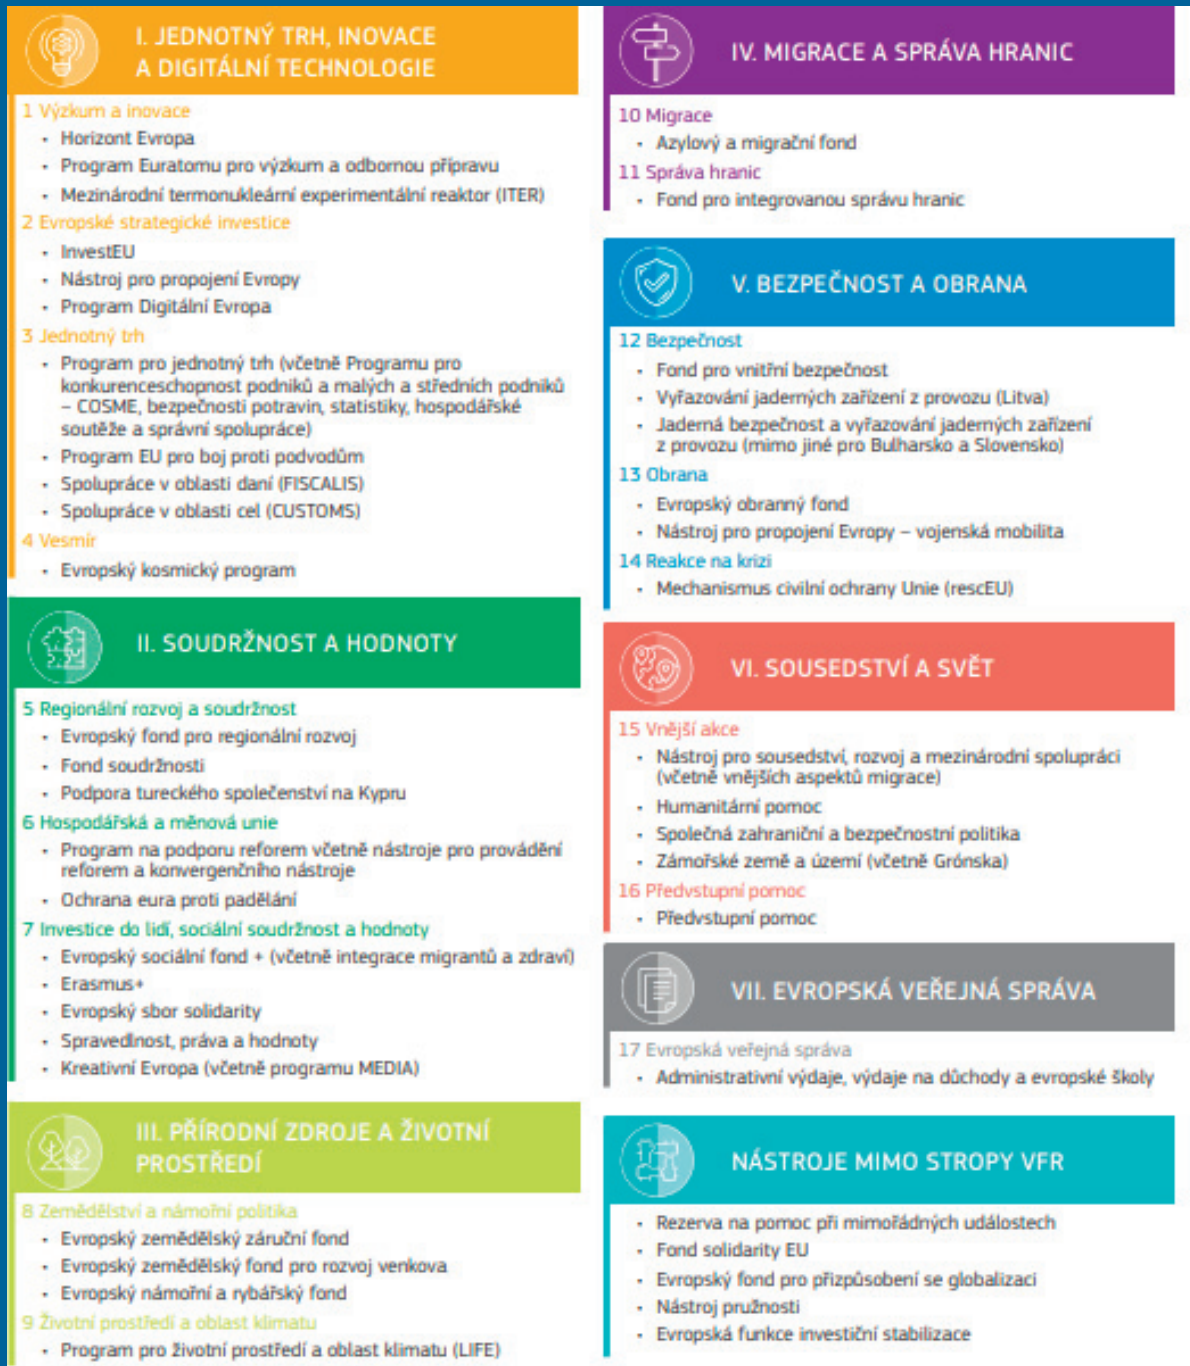 I. JEDNOTNÝ TRH, INOVACE
A DIGITÁLNÍ TECHNOLOGIE
1 Výzkum a inovace
• Horizont Evropa
• Program Euratomu pro výzkum a odbornou přípravu
• Mezinárodní termonukleární experimentální reaktor (ITER)
2 Evropské strategické investice
• InvestEU
• Nástroj pro propojení Evropy
• Program Digitální Evropa
3 Jednotný trh
• Program pro jednotný trh (včetně Programu pro
konkurenceschopnost podniků a malých a středních podniků
– COSME, bezpečnosti potravin, statistiky, hospodářské
soutěže a správní spolupráce)
• Program EU pro boj proti podvodům
• Spolupráce v oblasti daní (FISCALIS)
• Spolupráce v oblasti cel (CUSTOMS)
4 Vesmír
• Evropský kosmický program
II. SOUDRŽNOST A HODNOTY
5 Regionální rozvoj a soudržnost
• Evropský fond pro regionální rozvoj
• Fond soudržnosti
• Podpora tureckého společenství na Kypru
6 Hospodářská a měnová unie
• Program na podporu reforem včetně nástroje pro provádění
reforem a konvergenčního nástroje
• Ochrana eura proti padělání
7 Investice do lidí, sociální soudržnost a hodnoty
• Evropský sociální fond + (včetně integrace migrantů a zdraví)
• Erasmus+
• Evropský sbor solidarity
• Spravedlnost, práva a hodnoty
• Kreativní Evropa (včetně programu MEDIA)
III. PŘÍRODNÍ ZDROJE A ŽIVOTNÍ
PROSTŘEDÍ
8 Zemědělství a námořní politika
• Evropský zemědělský záruční fond
• Evropský zemědělský fond pro rozvoj venkova
• Evropský námořní a rybářský fond
9 Životní prostředí a oblast klimatu
• Program pro životní prostředí a oblast klimatu (LIFE)
IV. MIGRACE A SPRÁVA HRANIC
10 Migrace
• Azylový a migrační fond
11 Správa hranic
• Fond pro integrovanou správu hranic
V. BEZPEČNOST A OBRANA
12 Bezpečnost
• Fond pro vnitřní bezpečnost
• Vyřazování jaderných zařízení z provozu (Litva)
• Jaderná bezpečnost a vyřazování jaderných zařízení
z provozu (mimo jiné pro Bulharsko a Slovensko)
13 Obrana
• Evropský obranný fond
• Nástroj pro propojení Evropy – vojenská mobilita
14 Reakce na krizi
• Mechanismus civilní ochrany Unie (rescEU)
VI. SOUSEDSTVÍ A SVĚT
15 Vnější akce
• Nástroj pro sousedství, rozvoj a mezinárodní spolupráci
(včetně vnějších aspektů migrace)
• Humanitární pomoc
• Společná zahraniční a bezpečnostní politika
• Zámořské země a území (včetně Grónska)
16 Předvstupní pomoc
• Předvstupní pomoc
VII. EVROPSKÁ VEŘEJNÁ SPRÁVA
17 Evropská veřejná správa
• Administrativní výdaje, výdaje na důchody a evropské školy
NÁSTROJE MIMO STROPY VFR
• Rezerva na pomoc při mimořádných událostech
• Fond solidarity EU
• Evropský fond pro přizpůsobení se globalizaci
• Nástroj pružnosti
• Evropská funkce investiční stabilizace